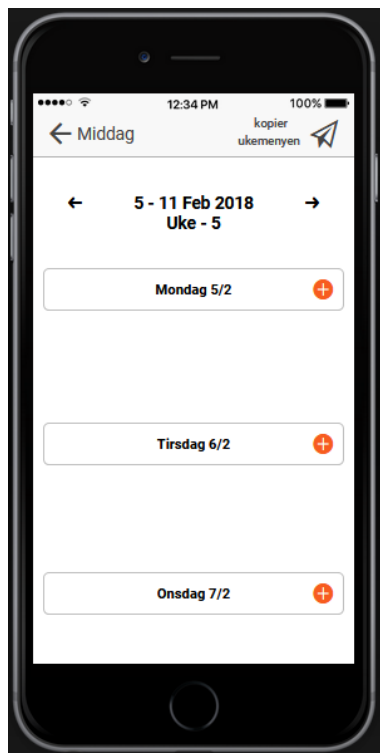 12:34 PM
100%
Middag
kopier
ukemenyen
5 - 11 Feb 2018
Uke - 5
Mondag 5/2
Tirsdag 6/2
Onsdag 7/2